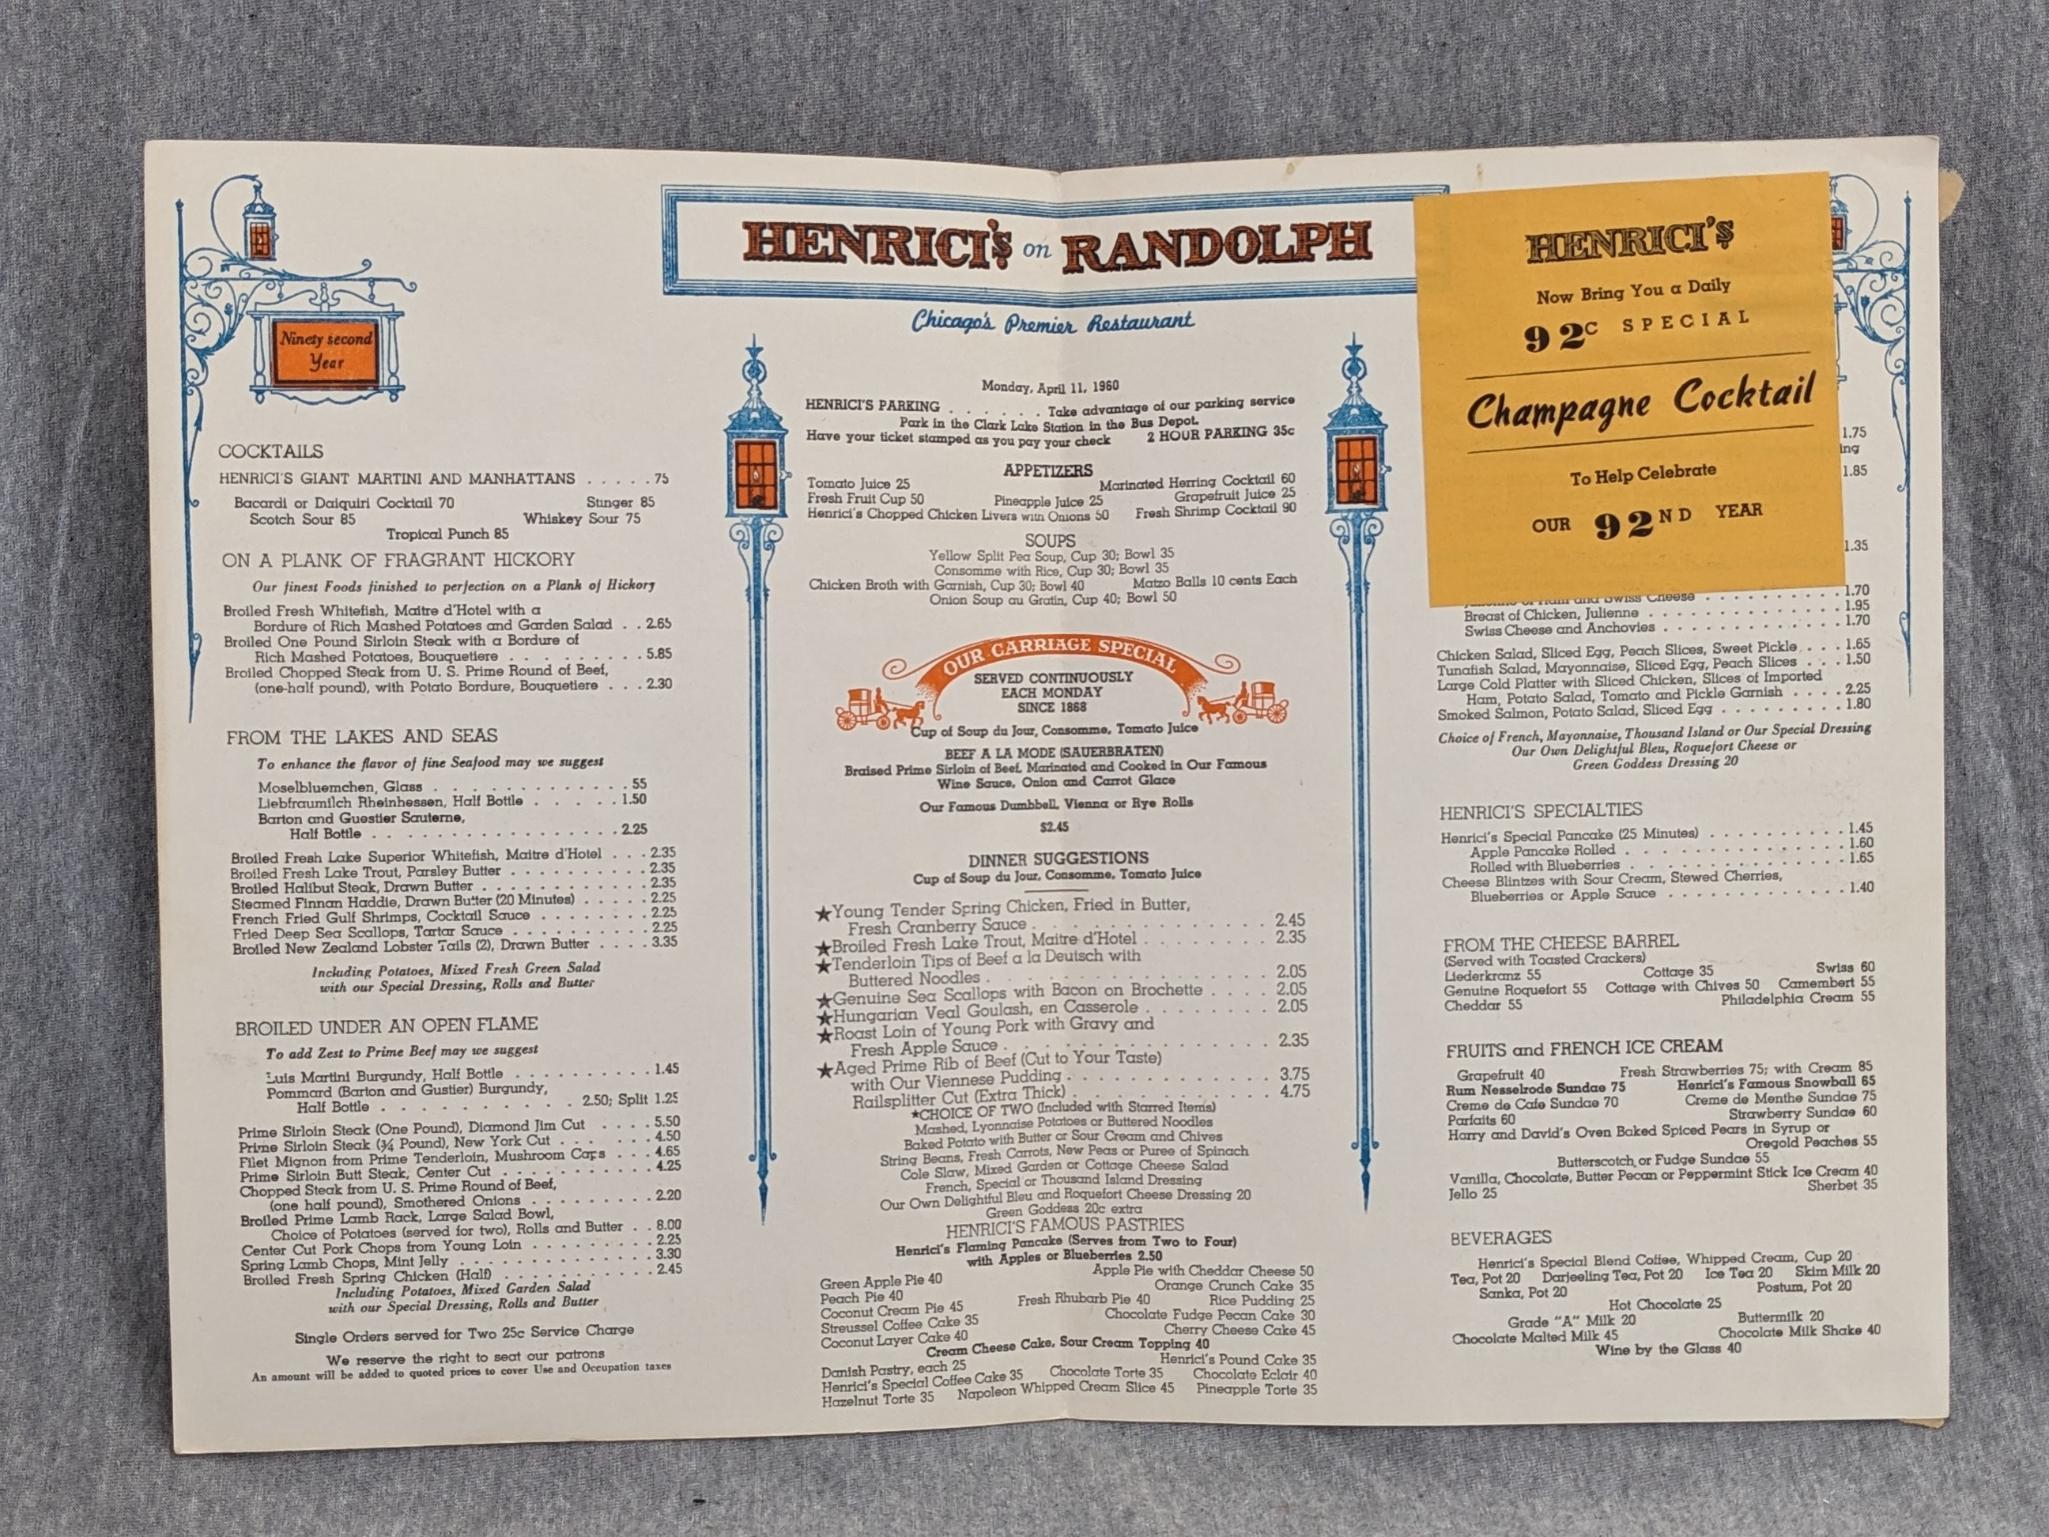 Ninety second
Year
COCKTAILS
HENRICI'S GIANT MARTINI AND MANHATTANS . . . . . 75
Bacardi or Daiquiri Cocktail 70 Stinger 85
Scotch Sour 85 Whiskey Sour 75
Tropical Punch 85
ON A PLANK OF FRAGRANT HICKORY
Our finest Foods finished to perfection on a Plank of Hickory
Broiled Fresh Whitefish, Maitre d'Hotel with a
Bordure of Rich Mashed Potatoes and Garden Salad . . 2.65
Broiled One Pound Sirloin Steak with a Bordure of
Rich Mashed Potatoes, Bouquetiere . . . . . . . . . 5.85
Broiled Chopped Steak from U. S. Prime Round of Beef,
(one-half pound), with Potato Bordure, Bouquetiere . . . 2.30
FROM THE LAKES AND SEAS
To enhance the flavor of fine Seafood may we suggest
Moselbluemchen, Glass . . . . . . . . . . . . . 55
Liebfraumilch Rheinhessen, Half Bottle . . . . . . 1.50
Barton and Guestier Sauterne,
Half Bottle . . . . . . . . . . . . . . . . 2.25
Broiled Fresh Lake Superior Whitefish, Maitre d'Hotel . . . 2.35
Broiled Fresh Lake Trout, Parsley Butter . . . . . . . . . 2.35
Broiled Halibut Steak, Drawn Butter . . . . . . . . . . . 2.35
Steamed Finnan Haddie, Drawn Butter (20 Minutes) . . . . . 2.25
French Fried Gulf Shrimps, Cocktail Sauce . . . . . . . . 2.25
Fried Deep Sea Scallops, Tartar Sauce . . . . . . . . . . 2.25
Broiled New Zealand Lobster Tails (2), Drawn Butter . . . . 3.35
Including Potatoes, Mixed Fresh Green Salad
with our Special Dressing, Rolls and Butter
BROILED UNDER AN OPEN FLAME
To add Zest to Prime Beef may we suggest
Luis Martini Burgundy, Half Bottle . . . . . . . . . . 1.45
Pommard (Barton and Gustier) Burgundy,
Half Bottle . . . . . . . . . . 2.50; Split 1.25
Prime Sirloin Steak (One Pound), Diamond Jim Cut . . . . 5.50
Prime Sirloin Steak (¾ Pound), New York Cut . . . . . . 4.50
Filet Mignon from Prime Tenderloin, Mushroom Caps . . . 4.65
Prime Sirloin Butt Steak, Center Cut . . . . . . . . . . 4.25
Chopped Steak from U. S. Prime Round of Beef,
(one half pound), Smothered Onions . . . . . . . . . 2.20
Broiled Prime Lamb Rack, Large Salad Bowl,
Choice of Potatoes (served for two), Rolls and Butter . . 8.00
Center Cut Pork Chops from Young Loin . . . . . . . . . 2.25
Spring Lamb Chops, Mint Jelly . . . . . . . . . . . . . 3.30
Broiled Fresh Spring Chicken (Half) . . . . . . . . . . . 2.45
Including Potatoes, Mixed Garden Salad
with our Special Dressing, Rolls and Butter
Single Orders served for Two 25c Service Charge
We reserve the right to seat our patrons
An amount will be added to quoted prices to cover Use and Occupation taxes
HENRICI'S on RANDOLPH
Chicago's Premier Restaurant
Monday, April 11, 1960
HENRICI'S PARKING . . . . . . . Take advantage of our parking service
Park in the Clark Lake Station in the Bus Depot.
Have your ticket stamped as you pay your check 2 HOUR PARKING 35c
APPETIZERS
Tomato Juice 25 Marinated Herring Cocktail 60
Fresh Fruit Cup 50 Pineapple Juice 25 Grapefruit Juice 25
Henrici's Chopped Chicken Livers with Onions 50 Fresh Shrimp Cocktail 90
SOUPS
Yellow Split Pea Soup, Cup 30; Bowl 35
Consomme with Rice, Cup 30; Bowl 35
Chicken Broth with Garnish, Cup 30; Bowl 40 Matzo Balls 10 cents Each
Onion Soup au Gratin, Cup 40; Bowl 50
OUR CARRIAGE SPECIAL
SERVED CONTINUOUSLY
EACH MONDAY
SINCE 1868
Cup of Soup du Jour, Consomme, Tomato Juice
BEEF A LA MODE (SAUERBRATEN)
Braised Prime Sirloin of Beef, Marinated and Cooked in Our Famous
Wine Sauce, Onion and Carrot Glace
Our Famous Dumbbell, Vienna or Rye Rolls
$2.45
DINNER SUGGESTIONS
Cup of Soup du Jour, Consomme, Tomato Juice
★Young Tender Spring Chicken, Fried in Butter,
Fresh Cranberry Sauce . . . . . . . . . . . . . . 2.45
★Broiled Fresh Lake Trout, Maitre d'Hotel . . . . . . . . 2.35
★Tenderloin Tips of Beef a la Deutsch with
Buttered Noodles . . . . . . . . . . . . . . . . 2.05
★Genuine Sea Scallops with Bacon on Brochette . . . . 2.05
★Hungarian Veal Goulash, en Casserole . . . . . . . . 2.05
★Roast Loin of Young Pork with Gravy and
Fresh Apple Sauce . . . . . . . . . . . . . . . 2.35
★Aged Prime Rib of Beef (Cut to Your Taste)
with Our Viennese Pudding . . . . . . . . . . . . 3.75
Railsplitter Cut (Extra Thick) . . . . . . . . . . . . 4.75
★CHOICE OF TWO (Included with Starred Items)
Mashed, Lyonnaise Potatoes or Buttered Noodles
Baked Potato with Butter or Sour Cream and Chives
String Beans, Fresh Carrots, New Peas or Puree of Spinach
Cole Slaw, Mixed Garden or Cottage Cheese Salad
French, Special or Thousand Island Dressing
Our Own Delightful Bleu and Roquefort Cheese Dressing 20
Green Goddess 20c extra
HENRICI'S FAMOUS PASTRIES
Henrici's Flaming Pancake (Serves from Two to Four)
with Apples or Blueberries 2.50
Green Apple Pie 40 Apple Pie with Cheddar Cheese 50
Peach Pie 40 Orange Crunch Cake 35
Coconut Cream Pie 45 Fresh Rhubarb Pie 40 Rice Pudding 25
Streussel Coffee Cake 35 Chocolate Fudge Pecan Cake 30
Coconut Layer Cake 40 Cherry Cheese Cake 45
Cream Cheese Cake, Sour Cream Topping 40
Danish Pastry, each 25 Henrici's Pound Cake 35
Henrici's Special Coffee Cake 35 Chocolate Torte 35 Chocolate Eclair 40
Hazelnut Torte 35 Napoleon Whipped Cream Slice 45 Pineapple Torte 35
HENRICI'S
Now Bring You a Daily
92c SPECIAL
Champagne Cocktail
To Help Celebrate
OUR 92ND YEAR
1.75
ing
1.85
1.35
Ham and Swiss Cheese . . . . . . . . . . . . 1.70
Breast of Chicken, Julienne . . . . . . . . . . . . . 1.95
Swiss Cheese and Anchovies . . . . . . . . . . . . 1.70
Chicken Salad, Sliced Egg, Peach Slices, Sweet Pickle . . . 1.65
Tunafish Salad, Mayonnaise, Sliced Egg, Peach Slices . . . 1.50
Large Cold Platter with Sliced Chicken, Slices of Imported
Ham, Potato Salad, Tomato and Pickle Garnish . . . . 2.25
Smoked Salmon, Potato Salad, Sliced Egg . . . . . . . . 1.80
Choice of French, Mayonnaise, Thousand Island or Our Special Dressing
Our Own Delightful Bleu, Roquefort Cheese or
Green Goddess Dressing 20
HENRICI'S SPECIALTIES
Henrici's Special Pancake (25 Minutes) . . . . . . . . . 1.45
Apple Pancake Rolled . . . . . . . . . . . . . . . 1.60
Rolled with Blueberries . . . . . . . . . . . . . . 1.65
Cheese Blintzes with Sour Cream, Stewed Cherries,
Blueberries or Apple Sauce . . . . . . . . . . . . 1.40
FROM THE CHEESE BARREL
(Served with Toasted Crackers)
Liederkranz 55 Cottage 35 Swiss 60
Genuine Roquefort 55 Cottage with Chives 50 Camembert 55
Cheddar 55 Philadelphia Cream 55
FRUITS and FRENCH ICE CREAM
Grapefruit 40 Fresh Strawberries 75; with Cream 85
Rum Nesselrode Sundae 75 Henrici's Famous Snowball 65
Creme de Cafe Sundae 70 Creme de Menthe Sundae 75
Parfaits 60 Strawberry Sundae 60
Harry and David's Oven Baked Spiced Pears in Syrup or
Oregold Peaches 55
Butterscotch or Fudge Sundae 55
Vanilla, Chocolate, Butter Pecan or Peppermint Stick Ice Cream 40
Jello 25 Sherbet 35
BEVERAGES
Henrici's Special Blend Coffee, Whipped Cream, Cup 20
Tea, Pot 20 Darjeeling Tea, Pot 20 Ice Tea 20 Skim Milk 20
Sanka, Pot 20 Postum, Pot 20
Hot Chocolate 25
Grade "A" Milk 20 Buttermilk 20
Chocolate Malted Milk 45 Chocolate Milk Shake 40
Wine by the Glass 40